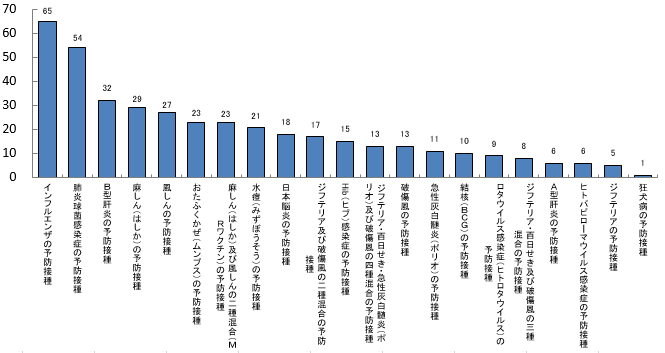 70
60
50
40
30
20
10
0
65
54
32
29
27
23
23
21
18
17
15
13
13
11
10
9
8
6
6
5
1
インフルエンザの予防接種
肺炎球菌感染症の予防接種
B型肝炎の予防接種
麻しん(はしか)の予防接種
風しんの予防接種
おたふくかぜ(ムンプス)の予防接種
麻しん(はしか)及び風しんの二種混合(M
Rワクチン)の予防接種
水痘(みずぼうそう)の予防接種
日本脳炎の予防接種
ジフテリア及び破傷風の二種混合の予防
接種
Hib(ヒブ)感染症の予防接種
ジフテリア・百日せき・急性灰白髄炎(ポ
リオ)及び破傷風の四種混合の予防接種
破傷風の予防接種
急性灰白髄炎(ポリオ)の予防接種
結核(BCG)の予防接種
ロタウイルス感染症(ヒトロタウイルス)の
予防接種
ジフテリア・百日せき及び破傷風の三種
混合の予防接種
A型肝炎の予防接種
ヒトパピローマウイルス感染症の予防接種
ジフテリアの予防接種
狂犬病の予防接種